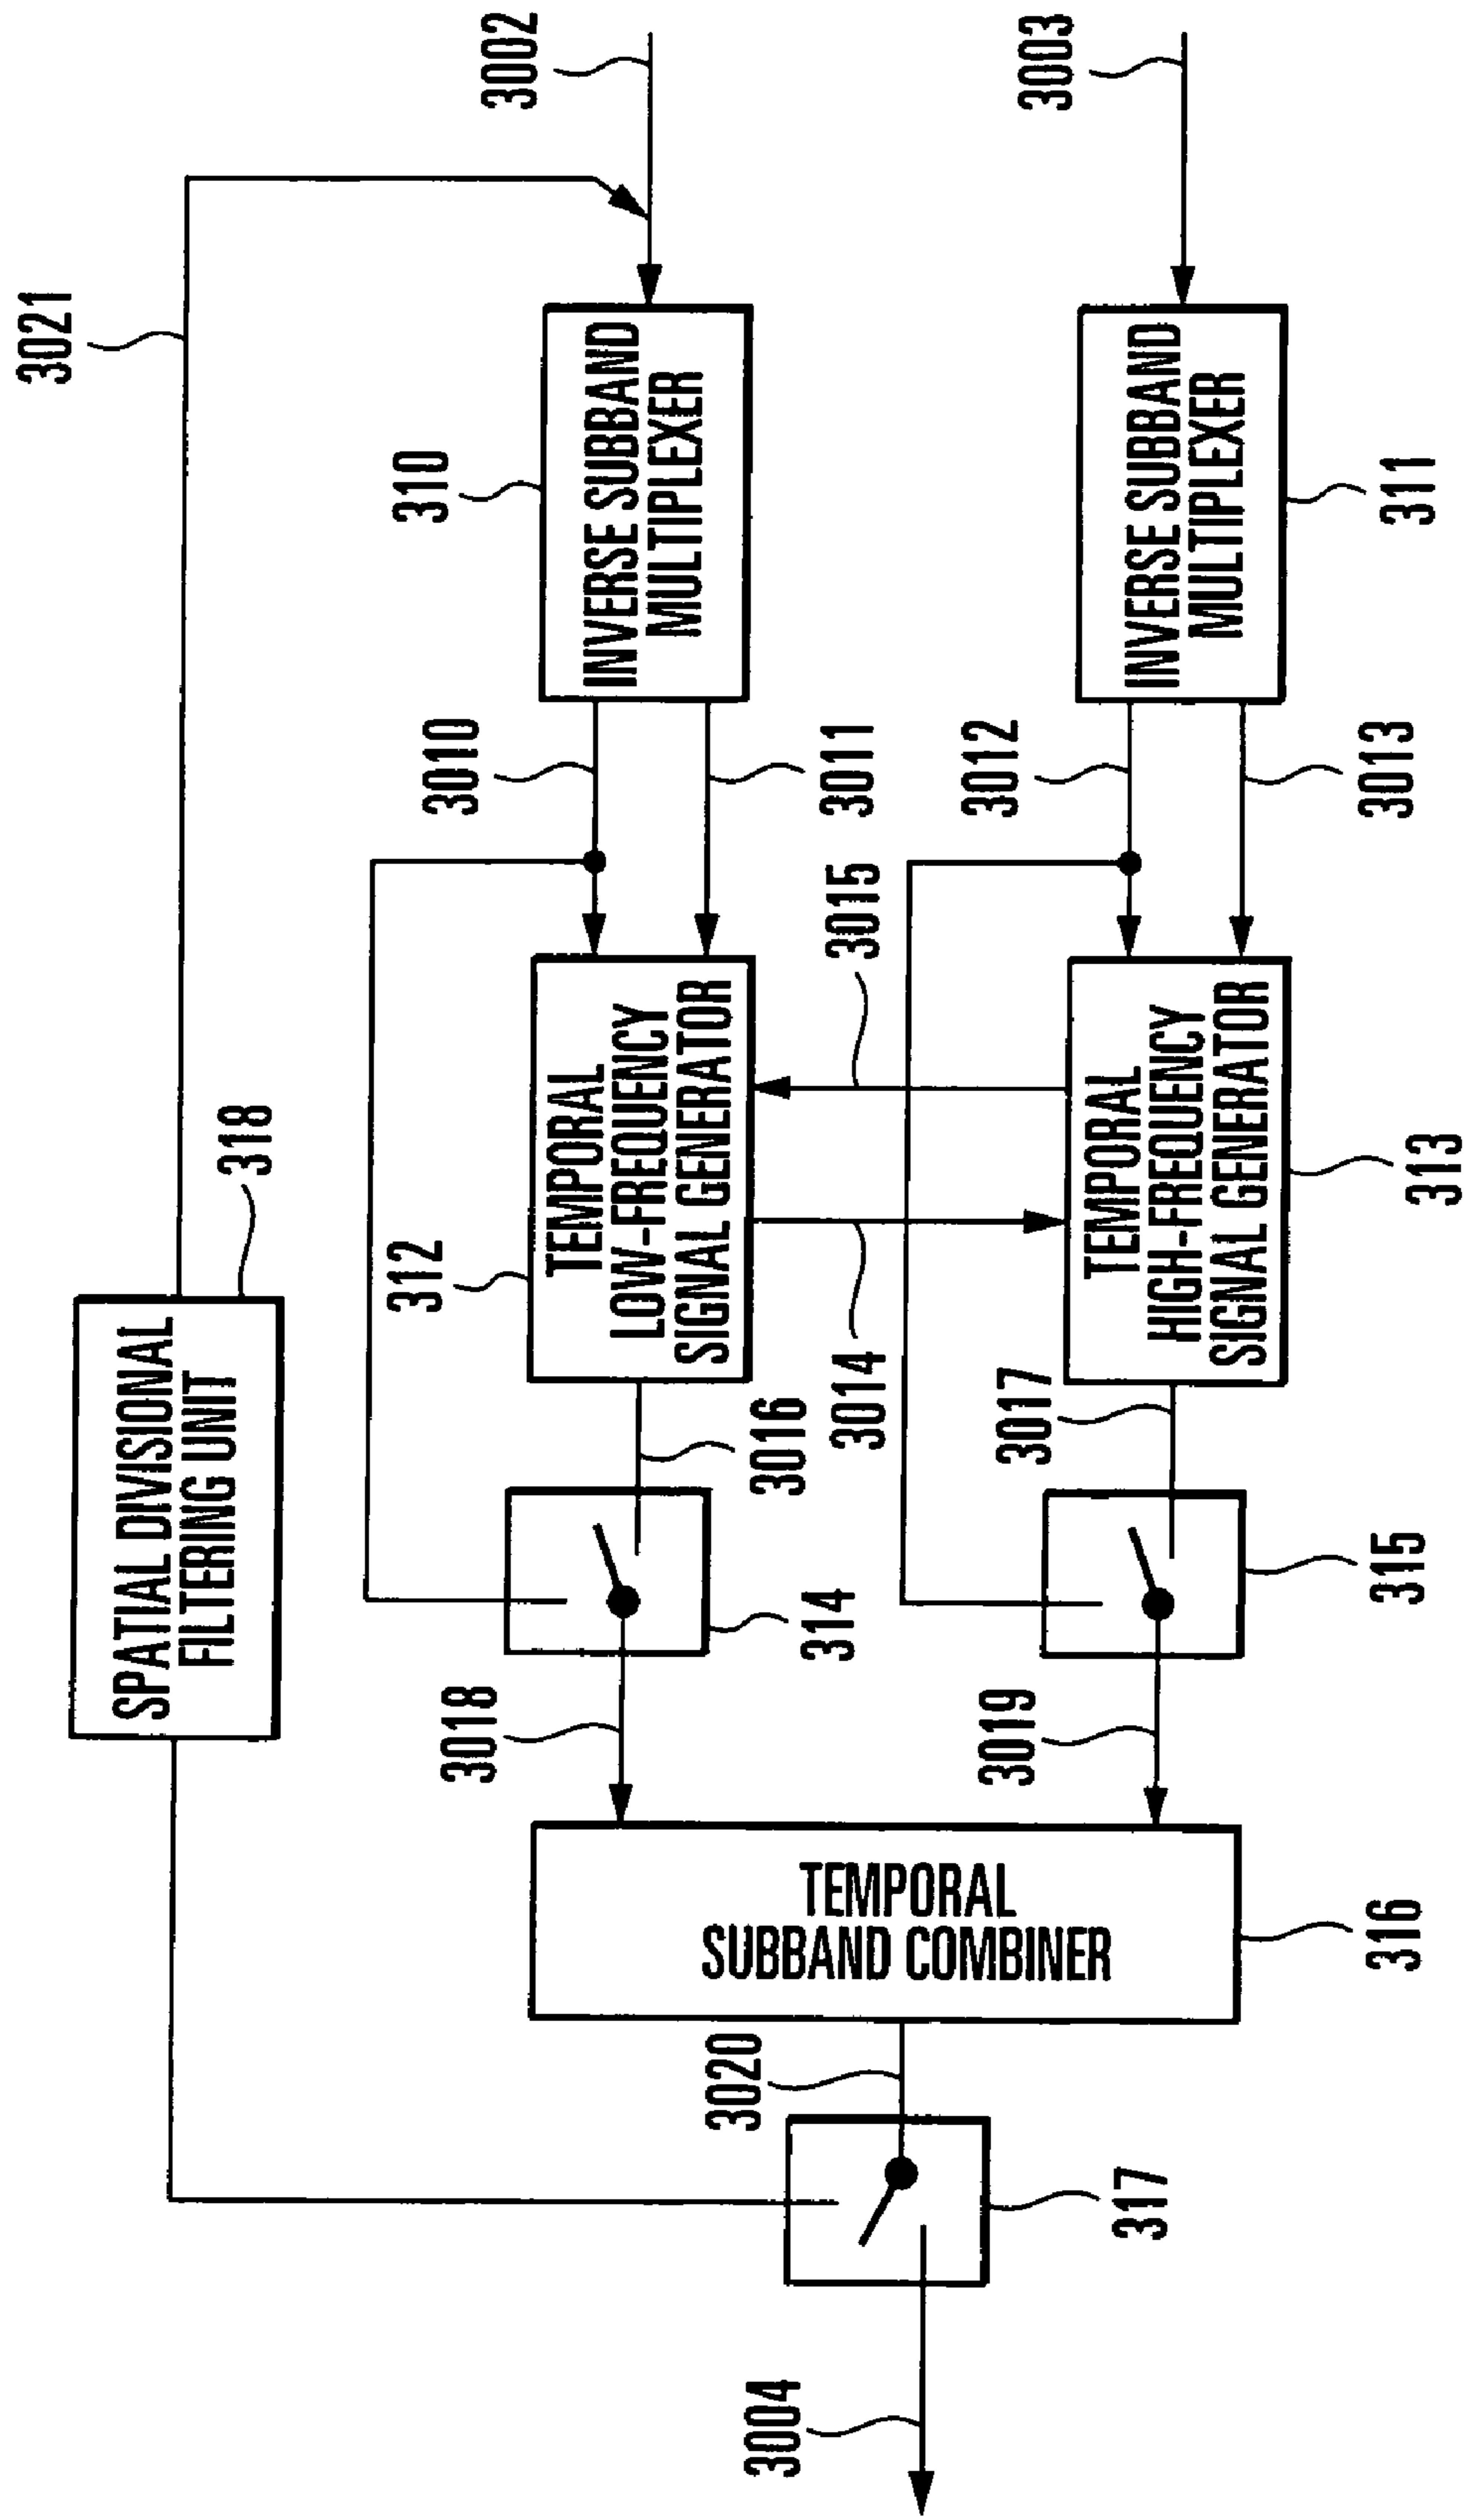 3002
3003
3021
310
INVERSE SUBBAND
MULTIPLEXER
INVERSE SUBBAND
MULTIPLEXER
311
3010
3011
3012
3013
3015
318
312
TEMPORAL
LOW-FREQUENCY
SIGNAL GENERATOR
TEMPORAL
HIGH-FREQUENCY
SIGNAL GENERATOR
313
SPATIAL DIVISIONAL
FILTERING UNIT
3016
3014
3017
314
315
3018
3019
TEMPORAL
SUBBAND COMBINER
316
3020
317
3004